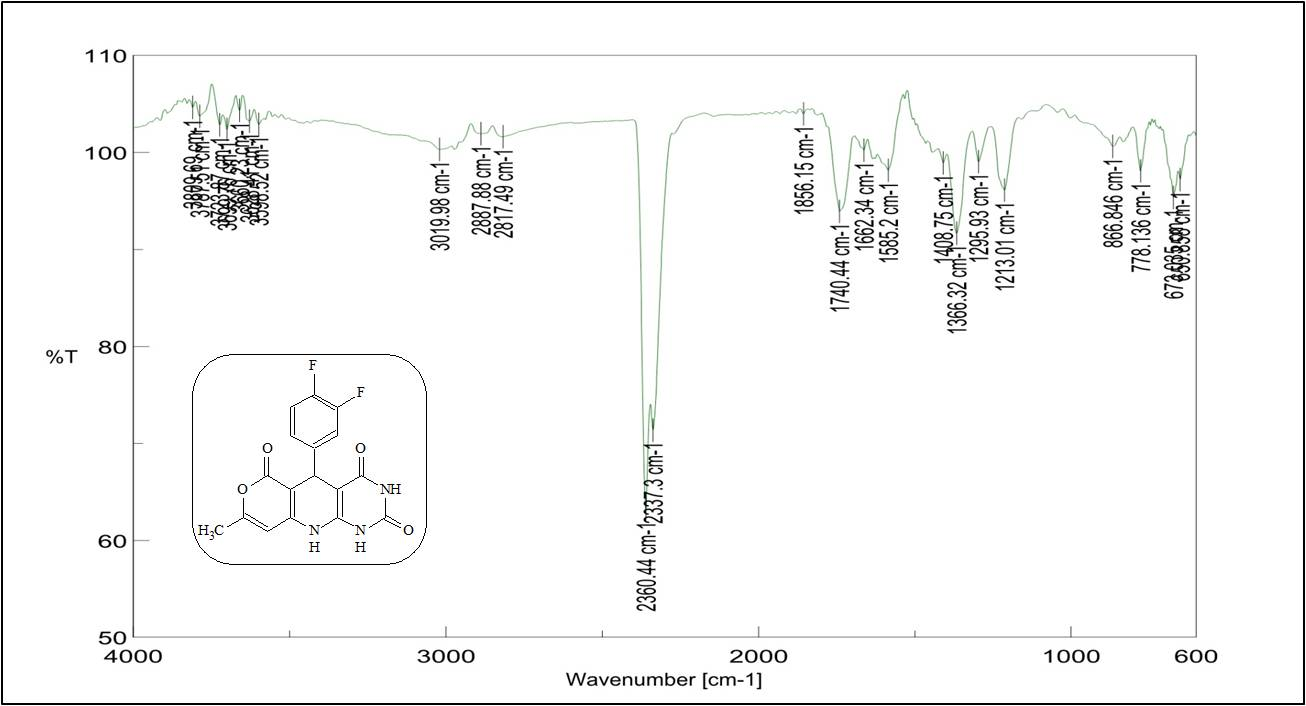 110
100
80
60
50
%T
4000
3000
2000
1000
600
Wavenumber [cm-1]
3019.98 cm-1
2887.88 cm-1
2817.49 cm-1
2360.44 cm-1
2337.3 cm-1
1856.15 cm-1
1740.44 cm-1
1662.34 cm-1
1585.2 cm-1
1408.75 cm-1
1366.32 cm-1
1295.93 cm-1
1213.01 cm-1
866.846 cm-1
778.136 cm-1
F
F
O
O
O
NH
H3C
N
N
O
H
H